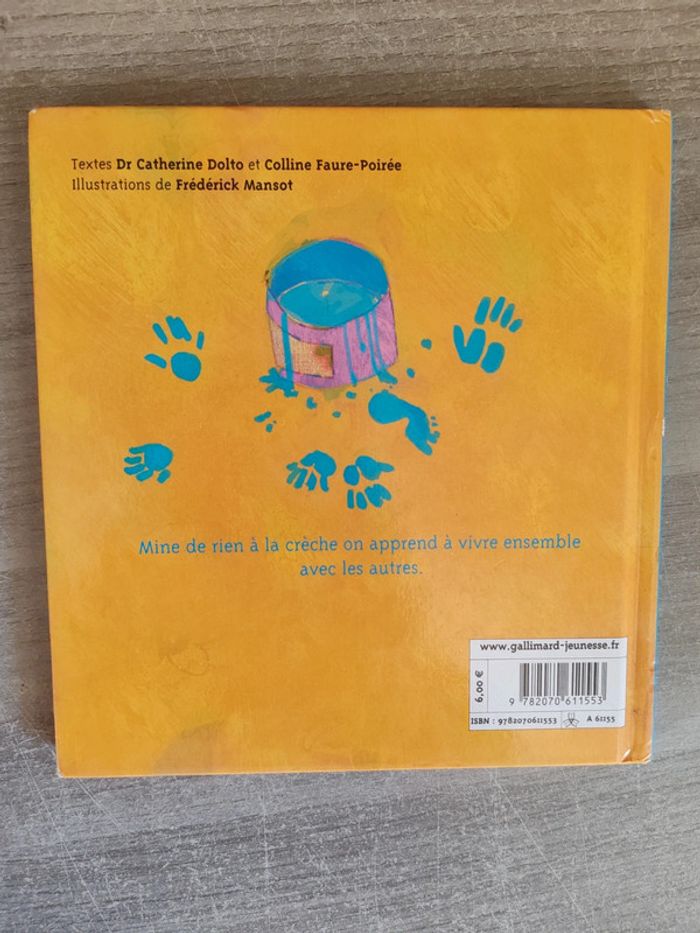 Textes Dr Catherine Dolto et Colline Faure-Poirée
Illustrations de Frédérick Mansot
Mine de rien à la crèche on apprend à vivre ensemble
avec les autres.
www.gallimard-jeunesse.fr
6,00 €
9 782070 611553
ISBN : 9782070611553 A 61155